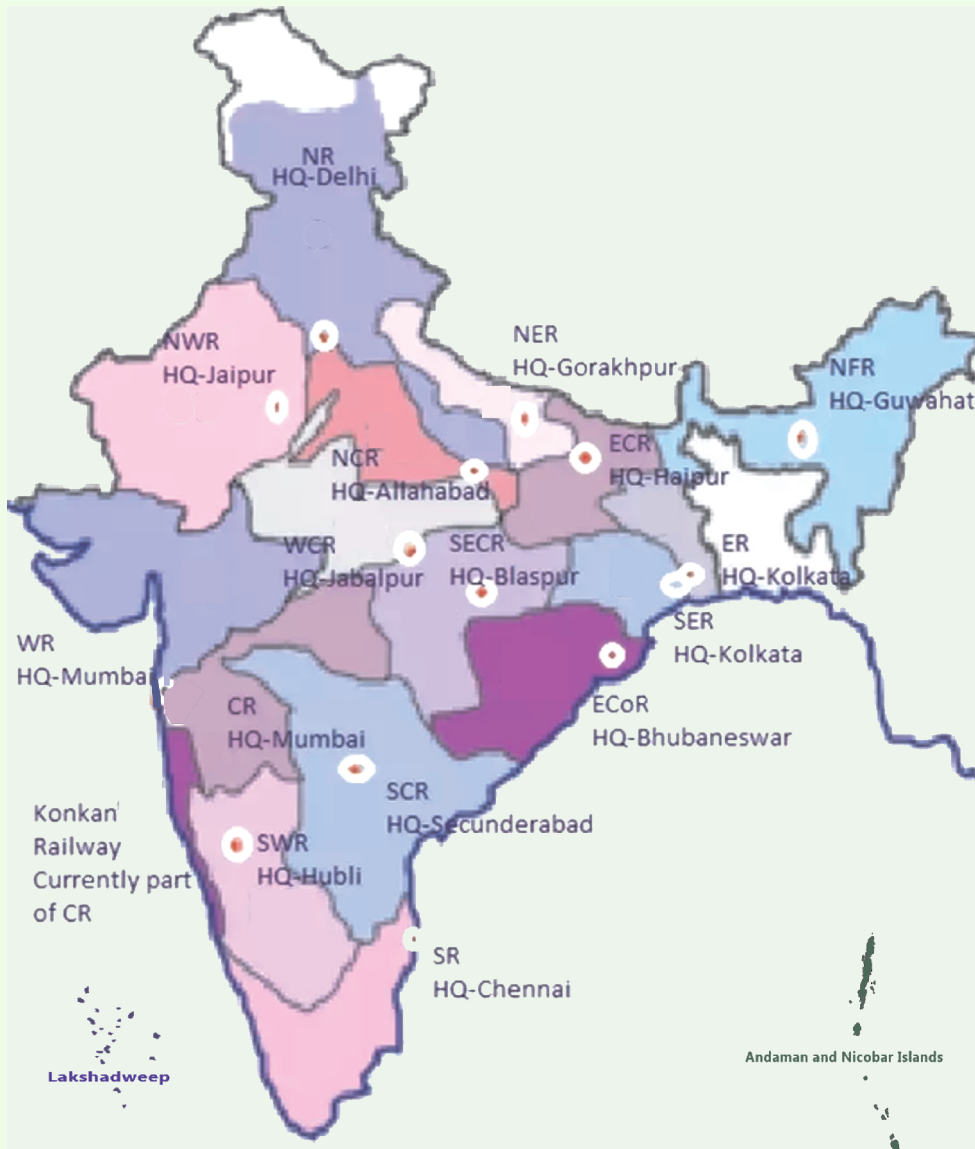 NR
HQ-Delhi
NWR
HQ-Jaipur
NER
HQ-Gorakhpur
NFR
HQ-Guwahat
ECR
HQ-Hajpur
NCR
HQ-Allahabad
WCR
HQ-Jabalpur
SECR
HQ-Blaspur
ER
HQ-Kolkata
SER
HQ-Kolkata
WR
HQ-Mumbai
ECoR
HQ-Bhubaneswar
CR
HQ-Mumbai
SCR
HQ-Secunderabad
Konkan
Railway
Currently part
of CR
SWR
HQ-Hubli
SR
HQ-Chennai
Andaman and Nicobar Islands
Lakshadweep